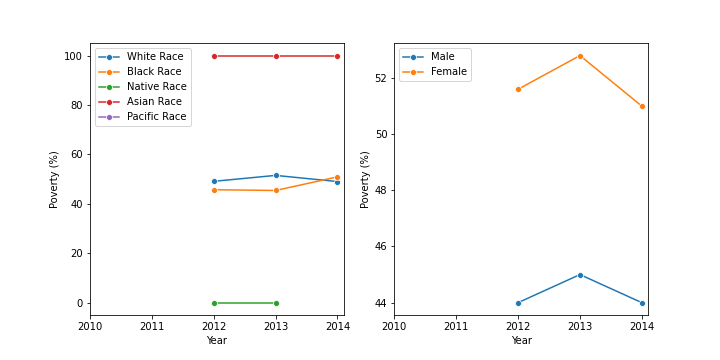 White Race
Black Race
Native Race
Asian Race
Pacific Race
100
80
60
40
20
0
Poverty (%)
2010 2011 2012 2013 2014
Year
Male
Female
52
50
48
46
44
Poverty (%)
2010 2011 2012 2013 2014
Year